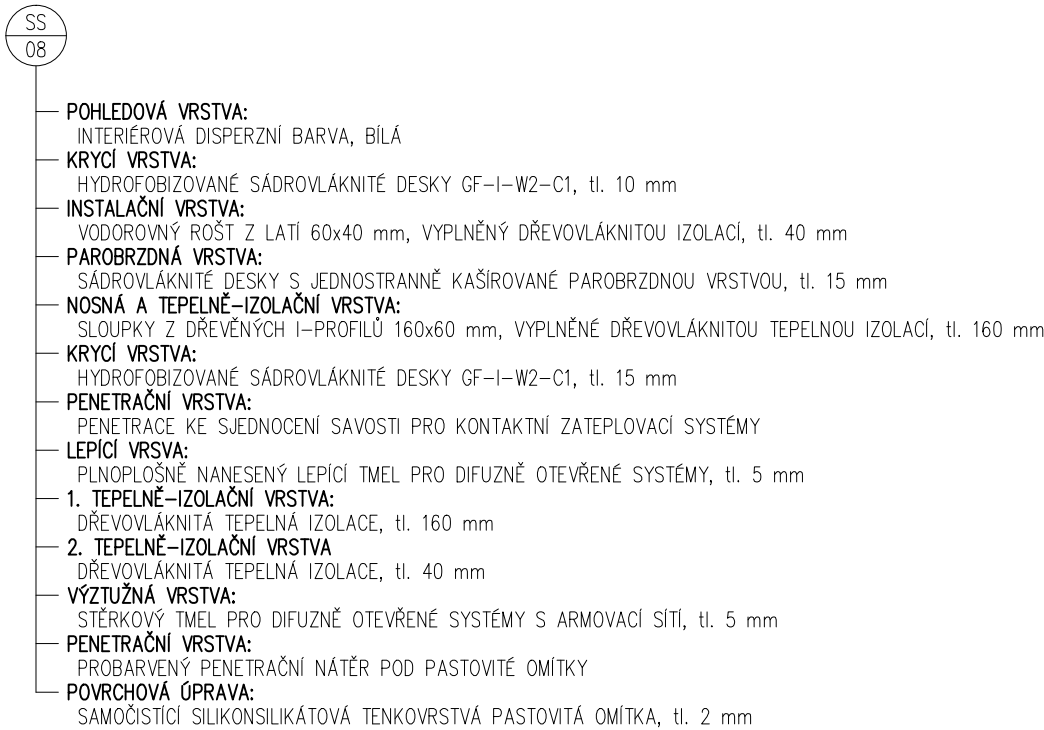 SS
08
POHLEDOVÁ VRSTVA:
INTERIÉROVÁ DISPERZNÍ BARVA, BÍLÁ
KRYCÍ VRSTVA:
HYDROFOBIZOVANÉ SÁDROVLÁKNITÉ DESKY GF-I-W2-C1, tl. 10 mm
INSTALAČNÍ VRSTVA:
VODOROVNÝ ROŠT Z LATÍ 60x40 mm, VYPLNĚNÝ DŘEVOVLÁKNITOU IZOLACÍ, tl. 40 mm
PAROBRZDNÁ VRSTVA:
SÁDROVLÁKNITÉ DESKY S JEDNOSTRANNĚ KAŠÍROVANÉ PAROBRZDNOU VRSTVOU, tl. 15 mm
NOSNÁ A TEPELNĚ-IZOLAČNÍ VRSTVA:
SLOUPKY Z DŘEVĚNÝCH I-PROFILŮ 160x60 mm, VYPLNĚNÉ DŘEVOVLÁKNITOU TEPELNOU IZOLACÍ, tl. 160 mm
KRYCÍ VRSTVA:
HYDROFOBIZOVANÉ SÁDROVLÁKNITÉ DESKY GF-I-W2-C1, tl. 15 mm
PENETRAČNÍ VRSTVA:
PENETRACE KE SJEDNOCENÍ SAVOSTI PRO KONTAKTNÍ ZATEPLOVACÍ SYSTÉMY
LEPÍCÍ VRSVA:
PLNOPLOŠNĚ NANESENÝ LEPÍCÍ TMEL PRO DIFUZNĚ OTEVŘENÉ SYSTÉMY, tl. 5 mm
1. TEPELNĚ-IZOLAČNÍ VRSTVA:
DŘEVOVLÁKNITÁ TEPELNÁ IZOLACE, tl. 160 mm
2. TEPELNĚ-IZOLAČNÍ VRSTVA
DŘEVOVLÁKNITÁ TEPELNÁ IZOLACE, tl. 40 mm
VÝZTUŽNÁ VRSTVA:
STĚRKOVÝ TMEL PRO DIFUZNĚ OTEVŘENÉ SYSTÉMY S ARMOVACÍ SÍTÍ, tl. 5 mm
PENETRAČNÍ VRSTVA:
PROBARVENÝ PENETRAČNÍ NÁTĚR POD PASTOVITÉ OMÍTKY
POVRCHOVÁ ÚPRAVA:
SAMOČISTÍCÍ SILIKONSILIKÁTOVÁ TENKOVRSTVÁ PASTOVITÁ OMÍTKA, tl. 2 mm